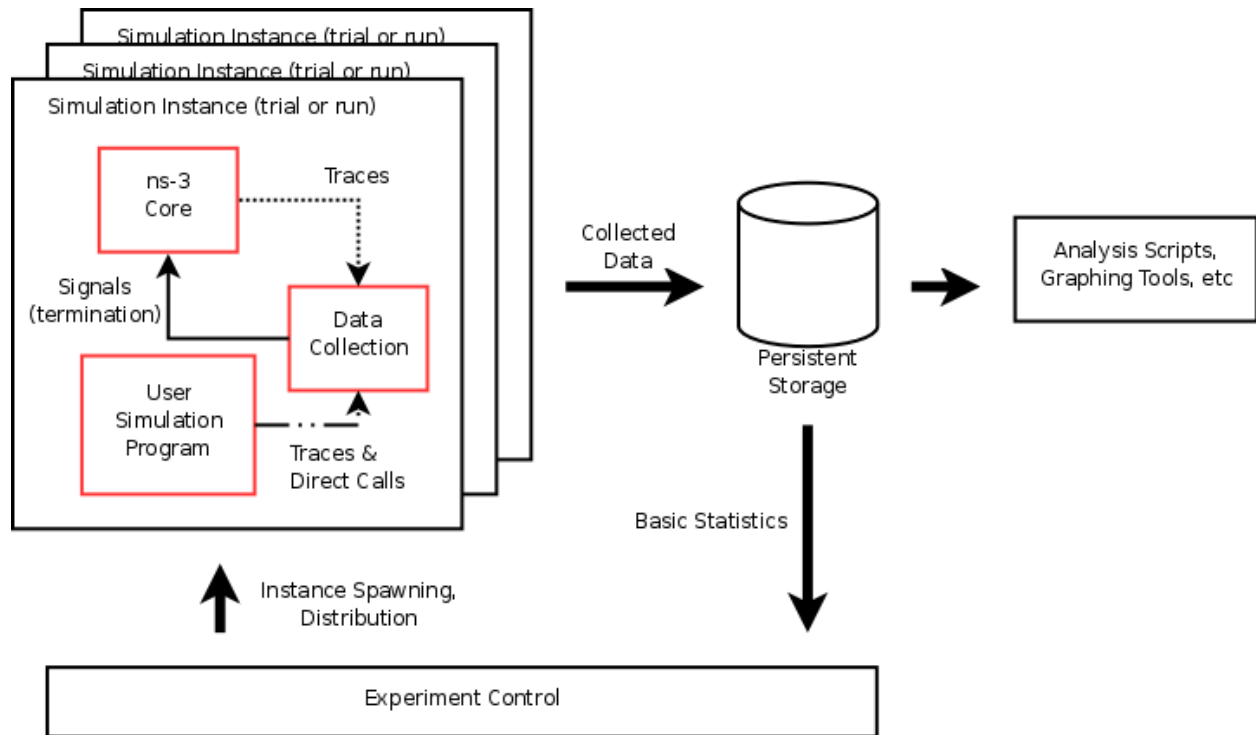 Simulation Instance (trial or run)
Simulation Instance (trial or run)
Simulation Instance (trial or run)
ns-3
Core
Traces
Signals
(termination)
Data
Collection
User
Simulation
Program
Traces &
Direct Calls
Collected
Data
Persistent
Storage
Analysis Scripts,
Graphing Tools, etc
Basic Statistics
Instance Spawning,
Distribution
Experiment Control